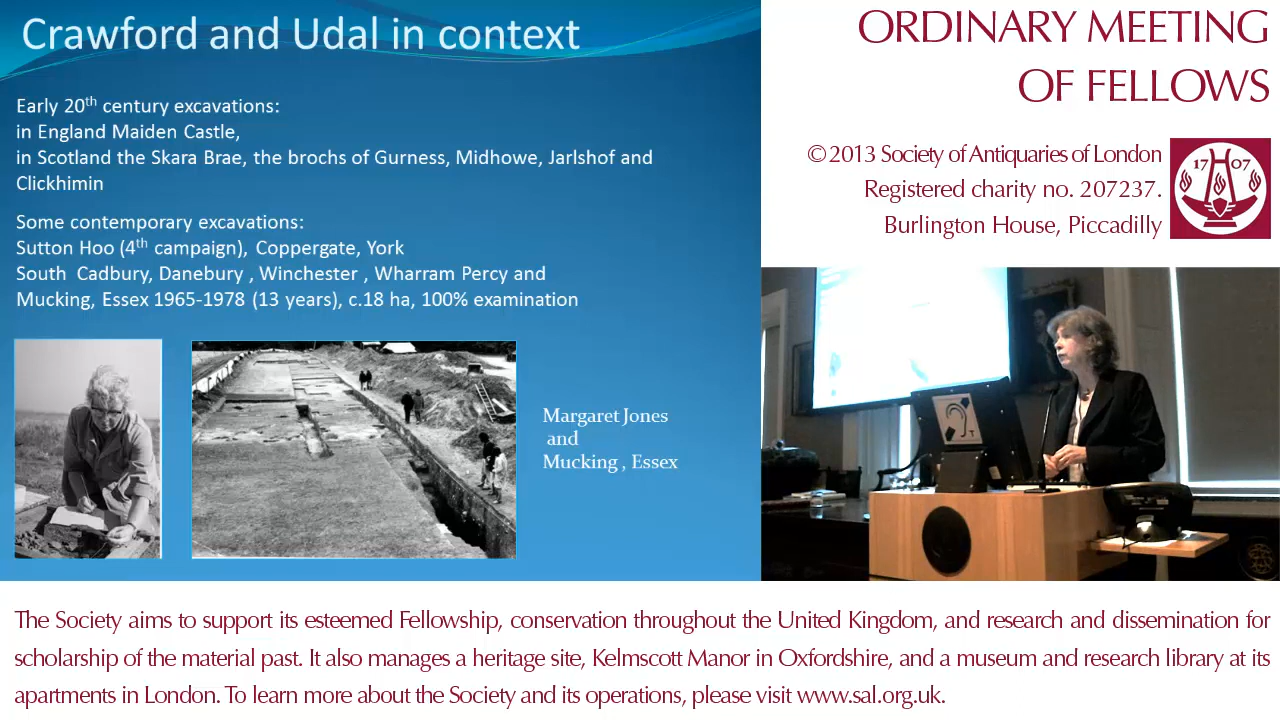 Crawford and Udal in context
Early 20th century excavations:
in England Maiden Castle,
in Scotland the Skara Brae, the brochs of Gurness, Midhowe, Jarlshof and
Clickhimin
Some contemporary excavations:
Sutton Hoo (4th campaign), Coppergate, York
South Cadbury, Danebury , Winchester , Wharram Percy and
Mucking, Essex 1965-1978 (13 years), c.18 ha, 100% examination
Margaret Jones
and
Mucking , Essex
ORDINARY MEETING
OF FELLOWS
©2013 Society of Antiquaries of London
Registered charity no. 207237.
Burlington House, Piccadilly
17 07
T
The Society aims to support its esteemed Fellowship, conservation throughout the United Kingdom, and research and dissemination for
scholarship of the material past. It also manages a heritage site, Kelmscott Manor in Oxfordshire, and a museum and research library at its
apartments in London. To learn more about the Society and its operations, please visit www.sal.org.uk.